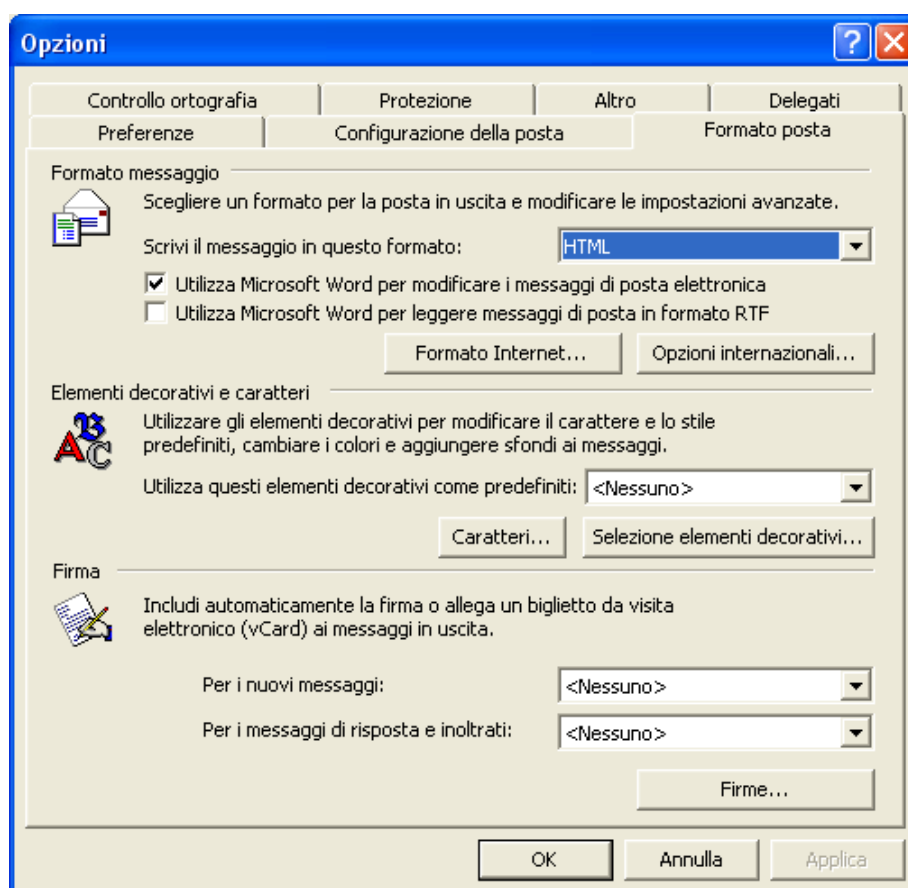 Opzioni
Controllo ortografia Protezione Altro Delegati
Preferenze Configurazione della posta Formato posta
Formato messaggio
Scegliere un formato per la posta in uscita e modificare le impostazioni avanzate.
Scrivi il messaggio in questo formato: HTML
Utilizza Microsoft Word per modificare i messaggi di posta elettronica
Utilizza Microsoft Word per leggere messaggi di posta in formato RTF
Formato Internet... Opzioni internazionali...
Elementi decorativi e caratteri
Utilizzare gli elementi decorativi per modificare il carattere e lo stile
predefiniti, cambiare i colori e aggiungere sfondi ai messaggi.
Utilizza questi elementi decorativi come predefiniti: <Nessuno>
Caratteri... Selezione elementi decorativi...
Firma
Includi automaticamente la firma o allega un biglietto da visita
elettronico (vCard) ai messaggi in uscita.
Per i nuovi messaggi: <Nessuno>
Per i messaggi di risposta e inoltrati: <Nessuno>
Firme...
OK Annulla Applica